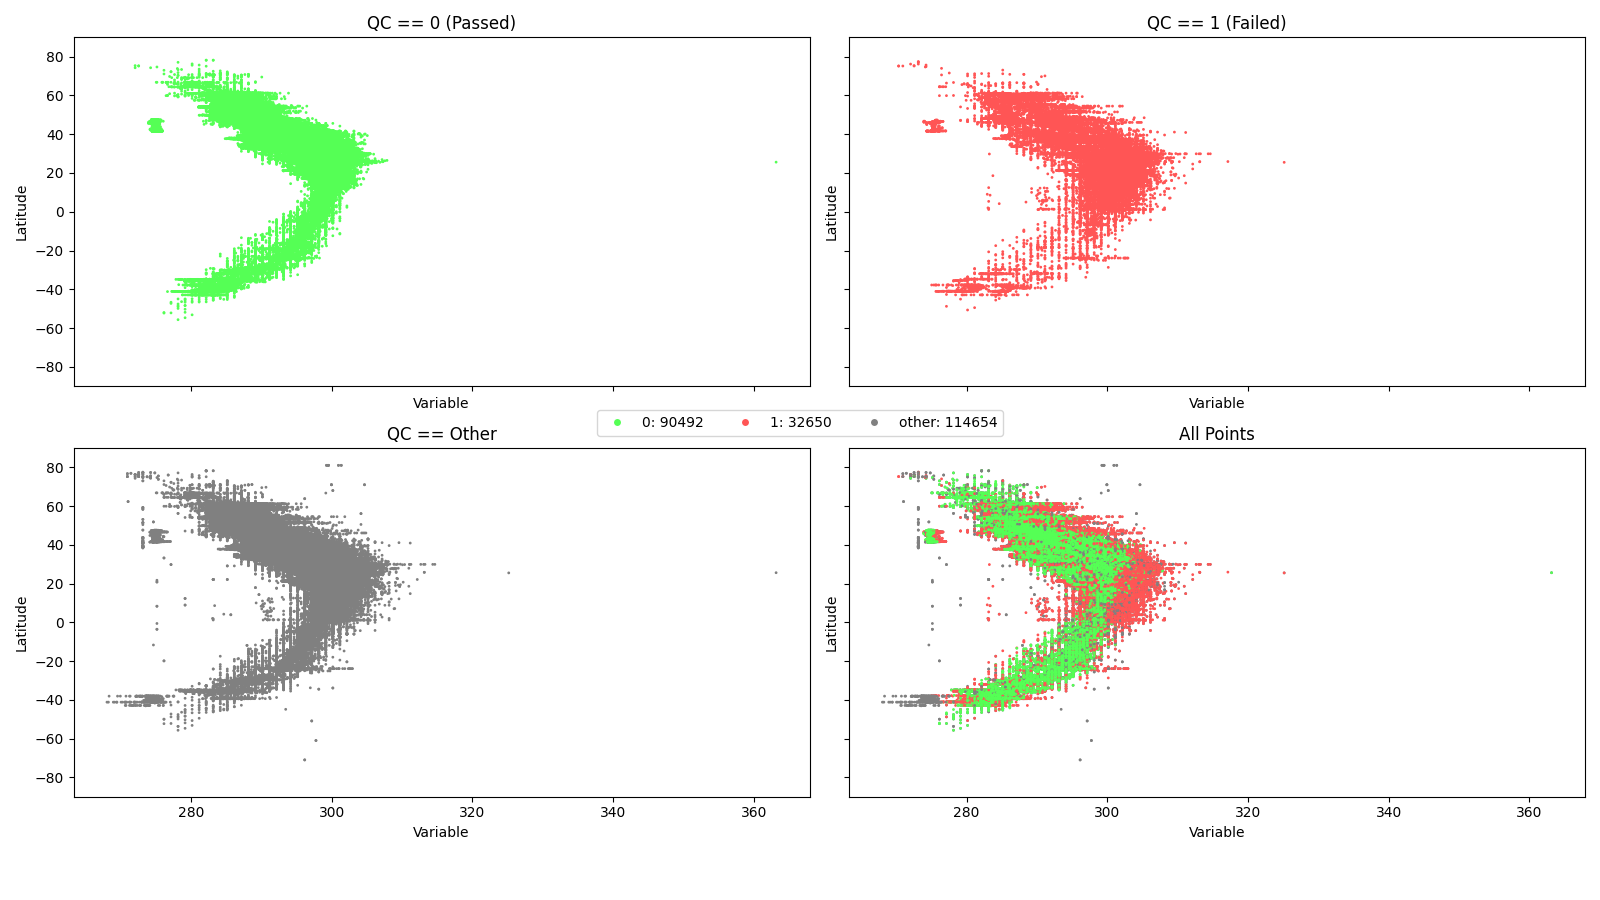 QC == 0 (Passed)
80
60
40
20
0
−20
−40
−60
−80
Latitude
Variable
QC == 1 (Failed)
Latitude
Variable
0: 90492 1: 32650 other: 114654
QC == Other
80
60
40
20
0
−20
−40
−60
−80
Latitude
280 300 320 340 360
Variable
All Points
Latitude
280 300 320 340 360
Variable